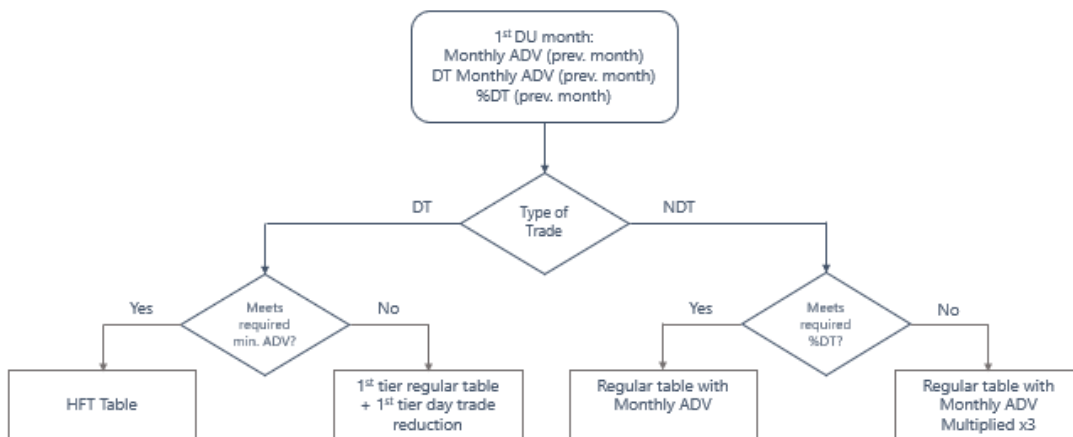 1st DU month:
Monthly ADV (prev. month)
DT Monthly ADV (prev. month)
%DT (prev. month)
DT
Type of
Trade
NDT
Yes
Meets
required
min. ADV?
No
Yes
Meets
required
%DT?
No
HFT Table
1st tier regular table
+ 1st tier day trade
reduction
Regular table with
Monthly ADV
Regular table with
Monthly ADV
Multiplied x3